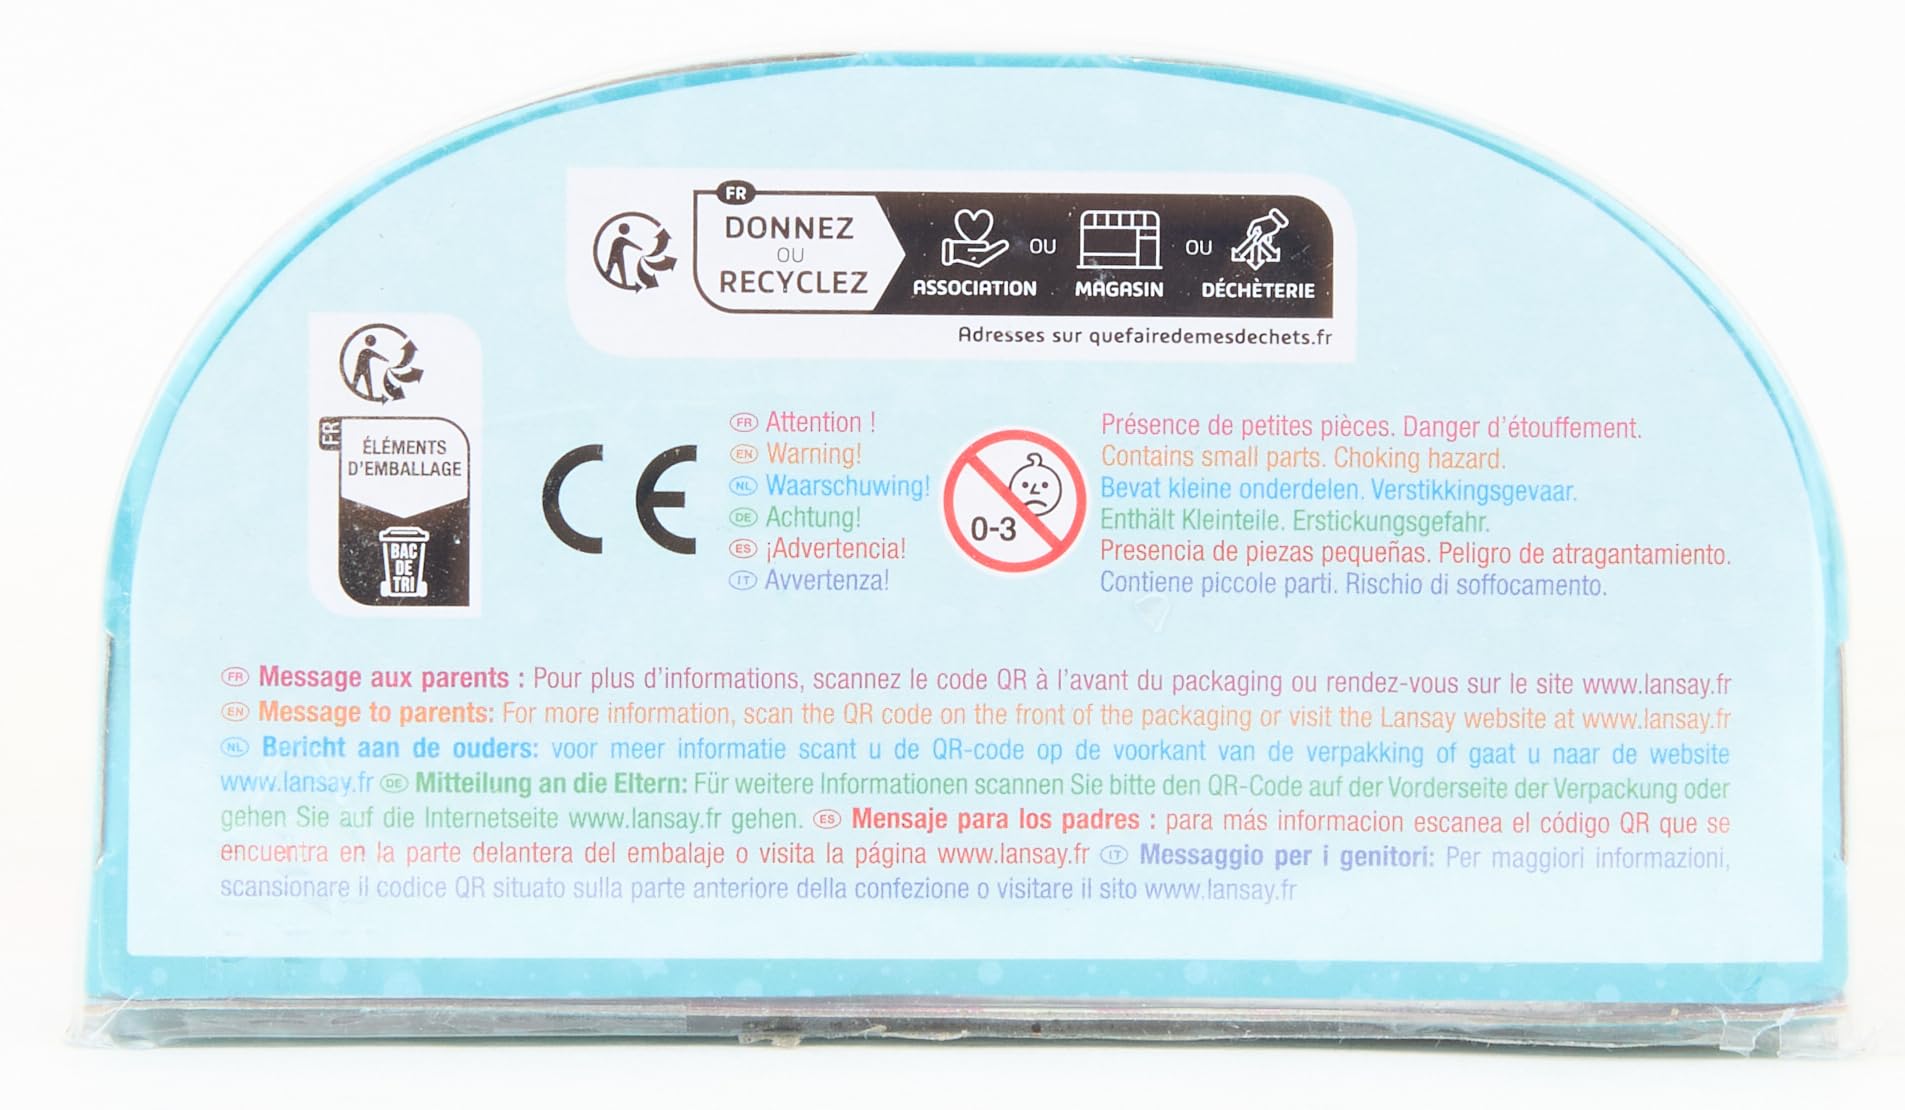 FR
DONNEZ
OU
RECYCLEZ
ASSOCIATION
OU
MAGASIN
OU
DÉCHÈTERIE
Adresses sur quefairedemesdechets.fr
FR
ÉLÉMENTS
D'EMBALLAGE
BAC
DE
TRI
CE
FR Attention !
EN Warning!
NL Waarschuwing!
DE Achtung!
ES ¡Advertencia!
IT Avvertenza!
0-3
Présence de petites pièces. Danger d'étouffement.
Contains small parts. Choking hazard.
Bevat kleine onderdelen. Verstikkingsgevaar.
Enthält Kleinteile. Erstickungsgefahr.
Presencia de piezas pequeñas. Peligro de atragantamiento.
Contiene piccole parti. Rischio di soffocamento.
FR Message aux parents : Pour plus d'informations, scannez le code QR à l'avant du packaging ou rendez-vous sur le site www.lansay.fr
EN Message to parents: For more information, scan the QR code on the front of the packaging or visit the Lansay website at www.lansay.fr
NL Bericht aan de ouders: voor meer informatie scant u de QR-code op de voorkant van de verpakking of gaat u naar de website
www.lansay.fr DE Mitteilung an die Eltern: Für weitere Informationen scannen Sie bitte den QR-Code auf der Vorderseite der Verpackung oder
gehen Sie auf die Internetseite www.lansay.fr gehen. ES Mensaje para los padres : para más informacion escanea el código QR que se
encuentra en la parte delantera del embalaje o visita la página www.lansay.fr IT Messaggio per i genitori: Per maggiori informazioni,
scansionare il codice QR situato sulla parte anteriore della confezione o visitare il sito www.lansay.fr